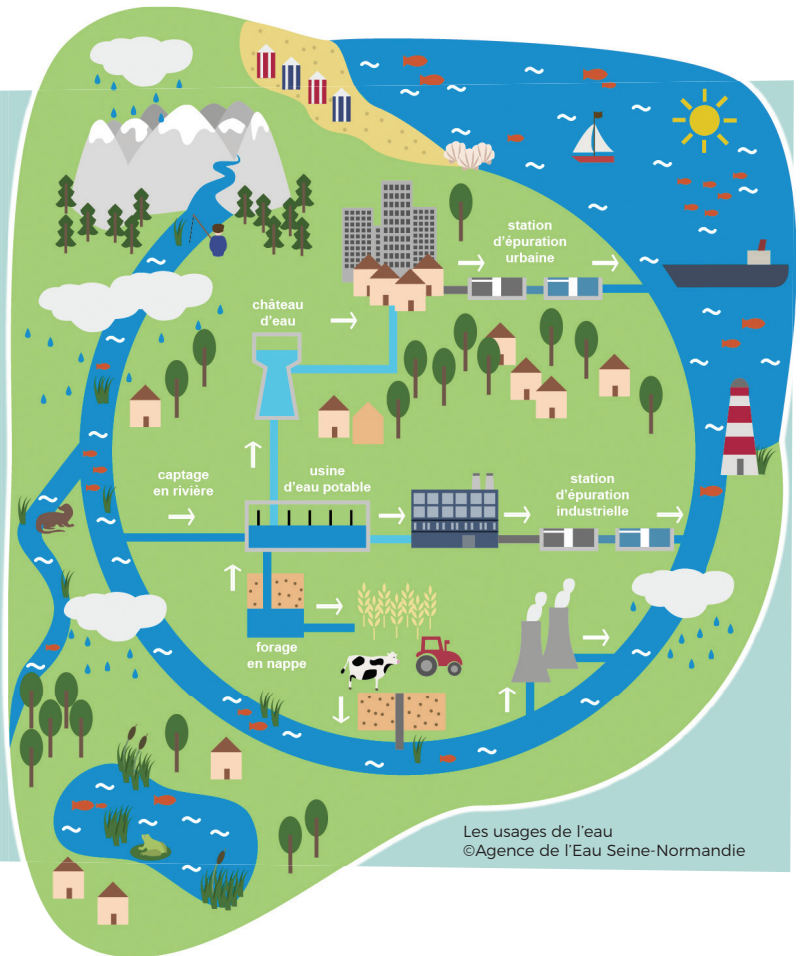 station
d'épuration
urbaine
château
d'eau
captage
en rivière
usine
d'eau potable
station
d'épuration
industrielle
forage
en nappe
Les usages de l'eau
©Agence de l'Eau Seine-Normandie